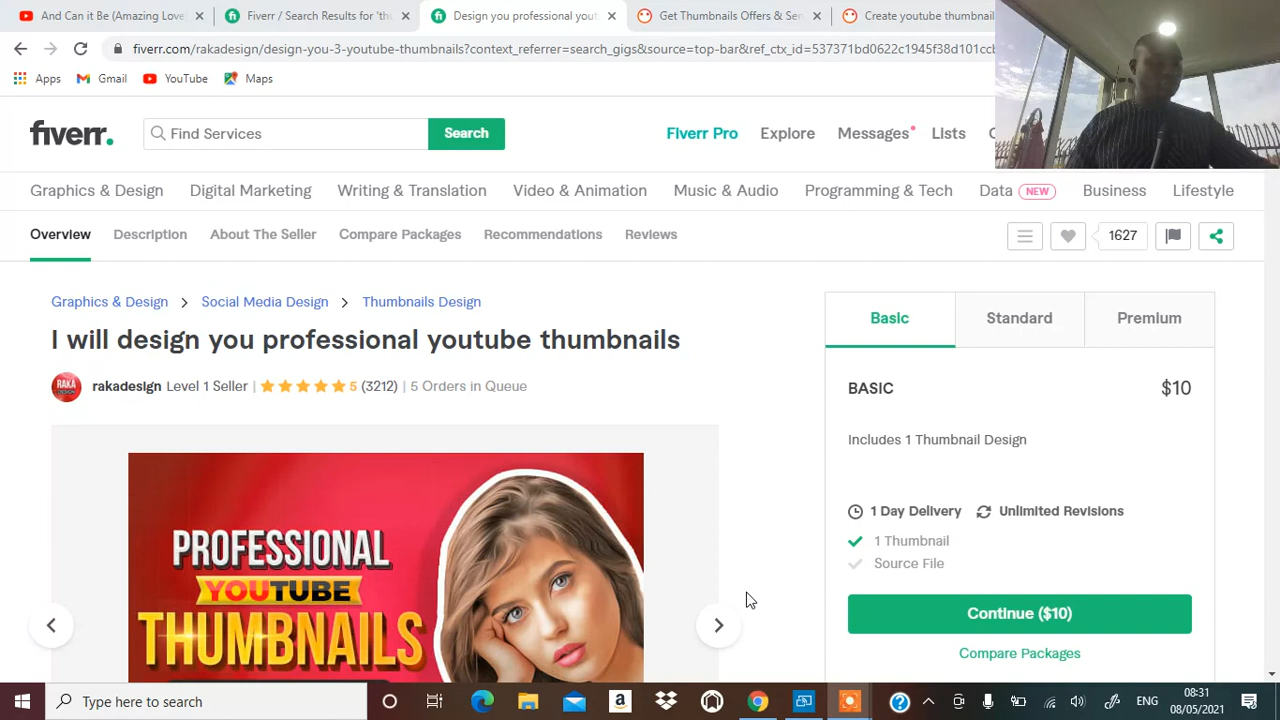 And Can it Be (Amazing Love
Fiverr / Search Results for 'th
Design you professional yout
Get Thumbnails Offers & Sen
Create youtube thumbnail
fiverr.com/rakadesign/design-you-3-youtube-thumbnails?context_referrer=search_gigs&source=top-bar&ref_ctx_id=537371bd0622c1945f38d101ccb
Apps Gmail YouTube Maps
fiverr. Find Services Search Fiverr Pro Explore Messages Lists
Graphics & Design Digital Marketing Writing & Translation Video & Animation Music & Audio Programming & Tech Data NEW Business Lifestyle
Overview Description About The Seller Compare Packages Recommendations Reviews 1627
Graphics & Design > Social Media Design > Thumbnails Design
I will design you professional youtube thumbnails
RAKA DESIGN rakadesign Level 1 Seller | 5 (3212) | 5 Orders in Queue
PROFESSIONAL
YOUTUBE
THUMBNAILS
Basic Standard Premium
BASIC $10
Includes 1 Thumbnail Design
1 Day Delivery Unlimited Revisions
1 Thumbnail
Source File
Continue ($10)
Compare Packages
Type here to search ENG 08:31
08/05/2021